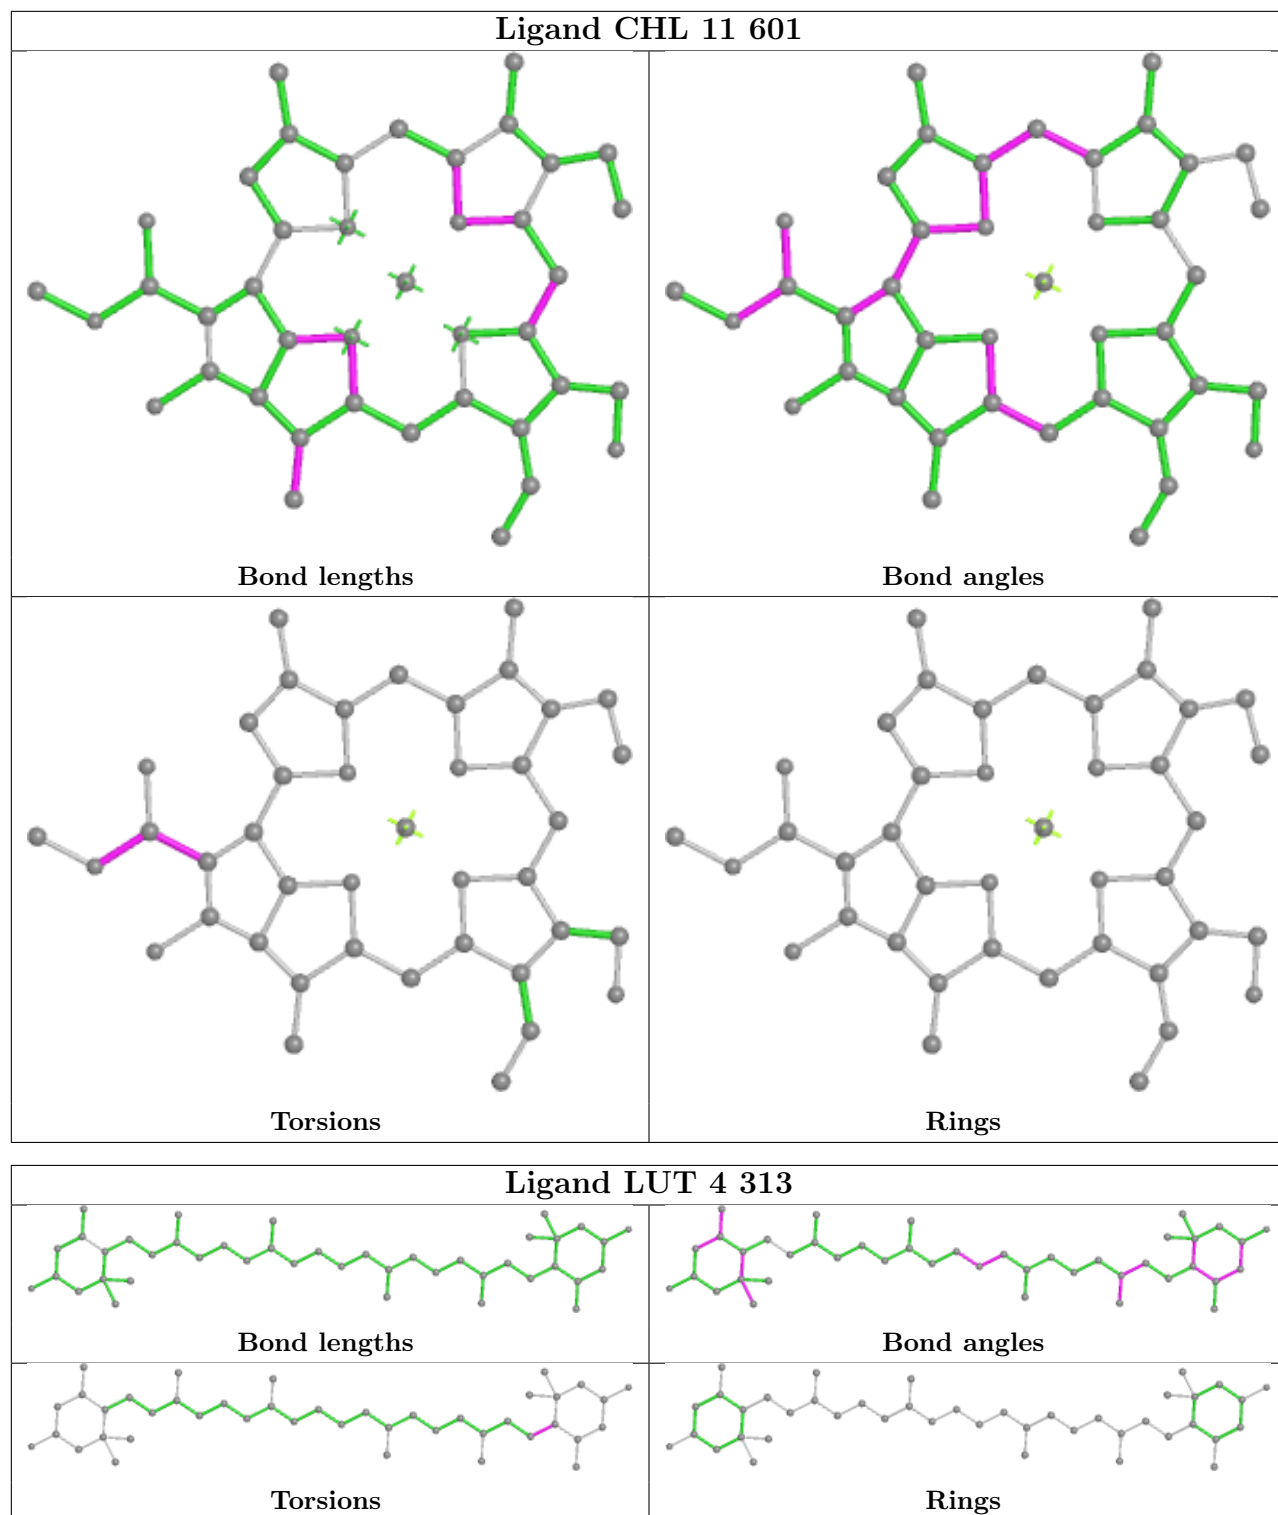 Ligand CHL 11 601
Bond lengths
Bond angles
Torsions
Rings
Ligand LUT 4 313
Bond lengths
Bond angles
Torsions
Rings